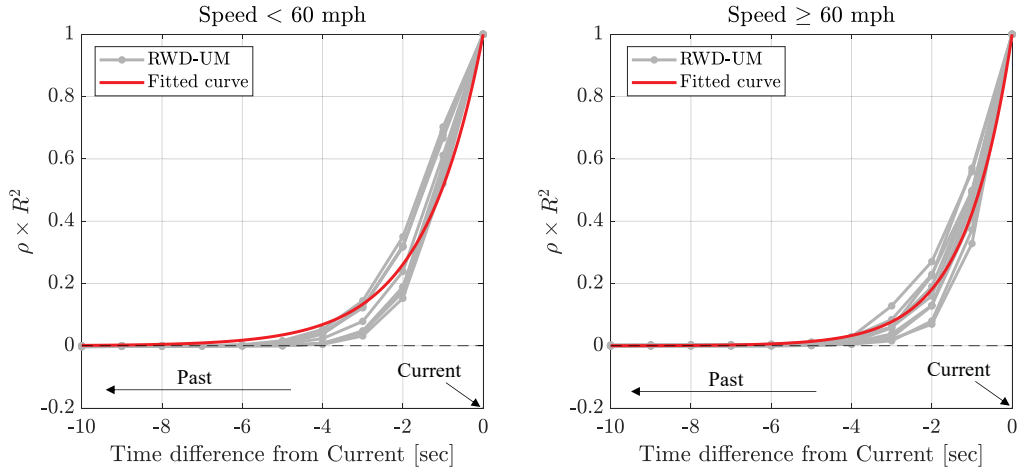 Speed < 60 mph
1
0.8
0.6
0.4
0.2
0
-0.2
ρ × R²
RWD-UM
Fitted curve
Past
Current
-10
-8
-6
-4
-2
0
Time difference from Current [sec]
Speed ≥ 60 mph
1
0.8
0.6
0.4
0.2
0
-0.2
ρ × R²
RWD-UM
Fitted curve
Past
Current
-10
-8
-6
-4
-2
0
Time difference from Current [sec]